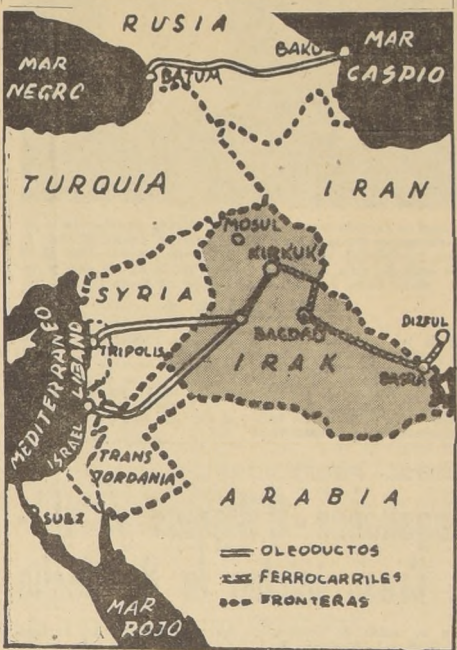 RUSIA
MAR
NEGRO
BATUM
BAKU
MAR
CASPIO
TURQUIA
IRAN
MOSUL
KIRKUK
SYRIA
BAGDAD
DIZFUL
TRIPOLIS
IRAK
BASRA
MEDITERRANEO
LIBANO
ISRAEL
TRANS
JORDANIA
ARABIA
SUEZ
OLEODUCTOS
FERROCARRILES
FRONTERAS
MAR
ROJO